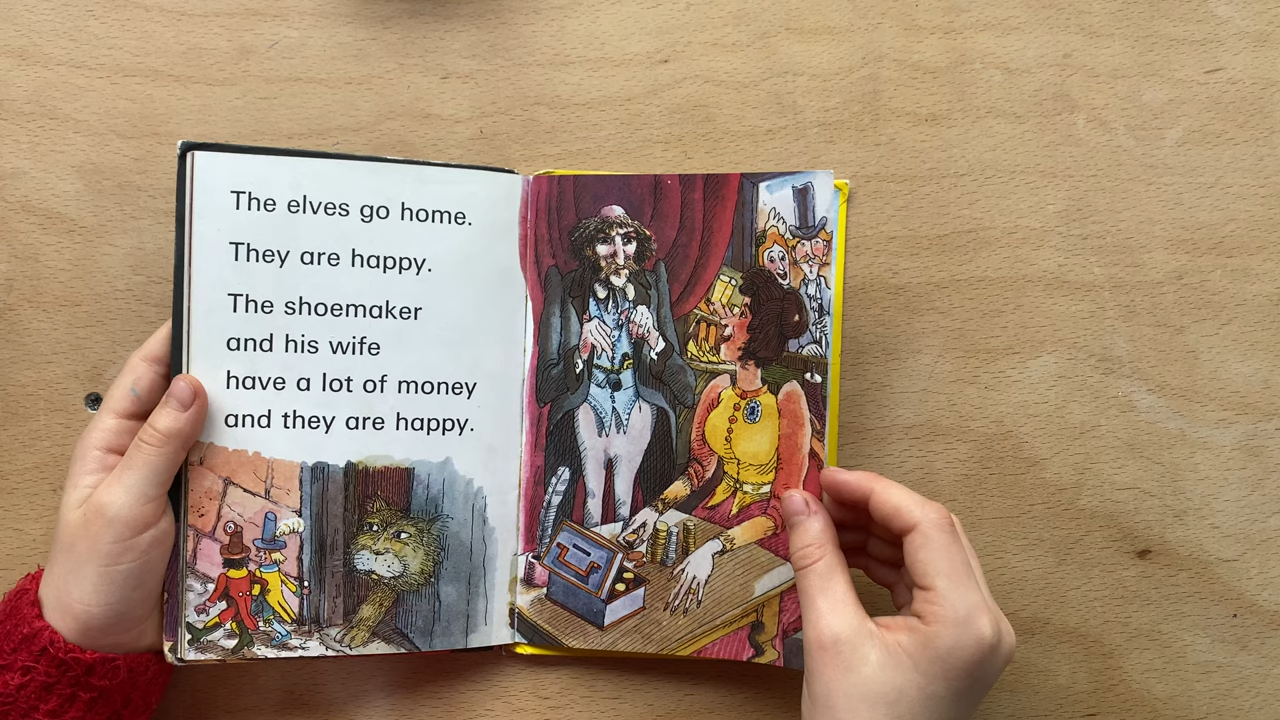 The elves go home.
They are happy.
The shoemaker
and his wife
have a lot of money
and they are happy.